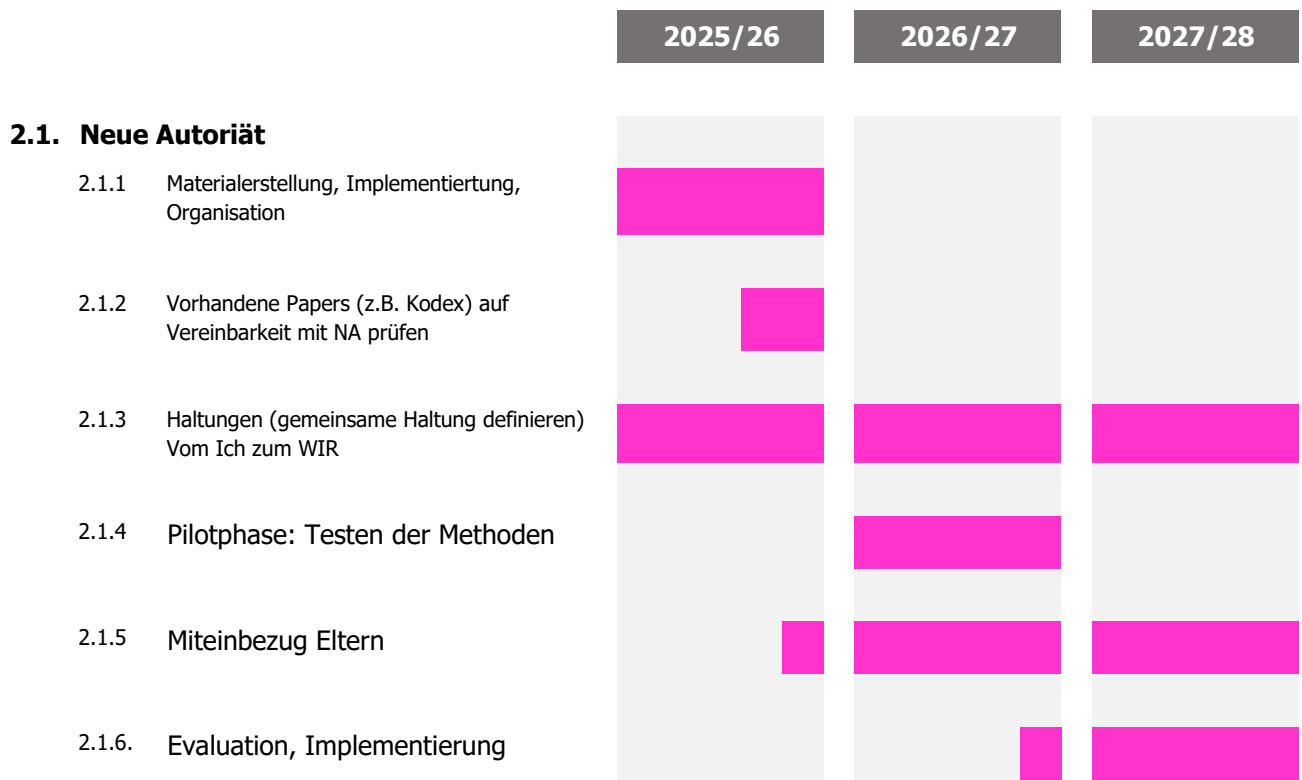 2025/26 2026/27 2027/28
2.1. Neue Autoriät
2.1.1 Materialerstellung, Implementiertung,
Organisation
2.1.2 Vorhandene Papers (z.B. Kodex) auf
Vereinbarkeit mit NA prüfen
2.1.3 Haltungen (gemeinsame Haltung definieren)
Vom Ich zum WIR
2.1.4 Pilotphase: Testen der Methoden
2.1.5 Miteinbezug Eltern
2.1.6. Evaluation, Implementierung